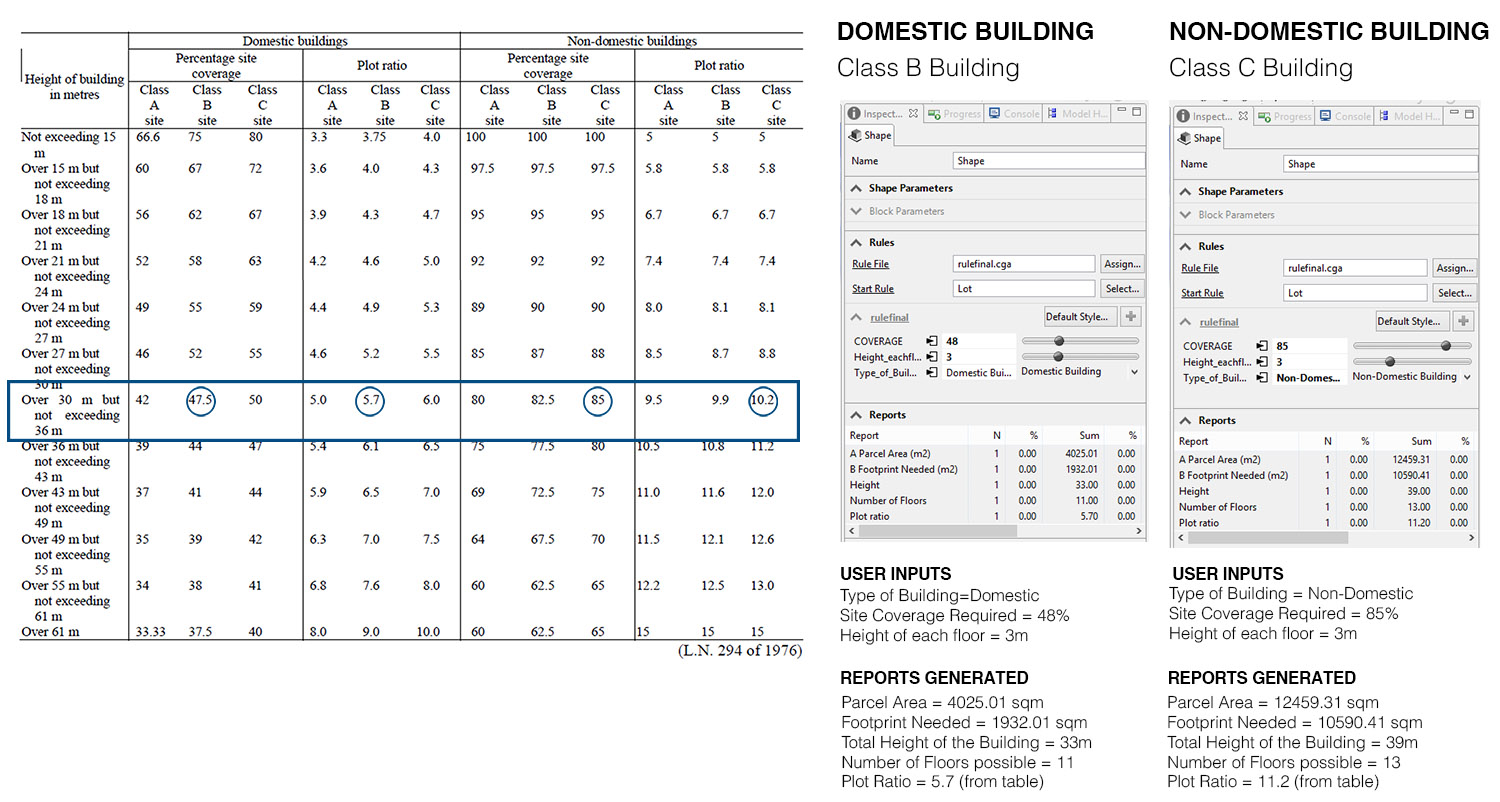 Height of building in metres
Domestic buildings
Non-domestic buildings
Percentage site coverage
Plot ratio
Percentage site coverage
Plot ratio
Class A site Class B site Class C site Class A site Class B site Class C site Class A site Class B site Class C site Class A site Class B site Class C site
Not exceeding 15 m 66.6 75 80 3.3 3.75 4.0 100 100 100 5 5 5
Over 15 m but not exceeding 18 m 60 67 72 3.6 4.0 4.3 97.5 97.5 97.5 5.8 5.8 5.8
Over 18 m but not exceeding 21 m 56 62 67 3.9 4.3 4.7 95 95 95 6.7 6.7 6.7
Over 21 m but not exceeding 24 m 52 58 63 4.2 4.6 5.0 92 92 92 7.4 7.4 7.4
Over 24 m but not exceeding 27 m 49 55 59 4.4 4.9 5.3 89 90 90 8.0 8.1 8.1
Over 27 m but not exceeding 30 m 46 52 55 4.6 5.2 5.5 85 87 88 8.5 8.7 8.8
Over 30 m but not exceeding 36 m 42 47.5 50 5.0 5.7 6.0 80 82.5 85 9.5 9.9 10.2
Over 36 m but not exceeding 43 m 39 44 47 5.4 6.1 6.5 75 77.5 80 10.5 10.8 11.2
Over 43 m but not exceeding 49 m 37 41 44 5.9 6.5 7.0 69 72.5 75 11.0 11.6 12.0
Over 49 m but not exceeding 55 m 35 39 42 6.3 7.0 7.5 64 67.5 70 11.5 12.1 12.6
Over 55 m but not exceeding 61 m 34 38 41 6.8 7.6 8.0 60 62.5 65 12.2 12.5 13.0
Over 61 m 33.33 37.5 40 8.0 9.0 10.0 60 62.5 65 15 15 15
(L.N. 294 of 1976)
DOMESTIC BUILDING
Class B Building
Inspect... Progress Console Model H...
Shape
Name Shape
Shape Parameters
Block Parameters
Rules
Rule File rulefinal.cga Assign...
Start Rule Lot Select...
rulefinal Default Style...
COVERAGE 48
Height_eachfl... 3
Type_of_Buil... Domestic Bui... Domestic Building
Reports
Report N % Sum %
A Parcel Area (m2) 1 0.00 4025.01 0.00
B Footprint Needed (m2) 1 0.00 1932.01 0.00
Height 1 0.00 33.00 0.00
Number of Floors 1 0.00 11.00 0.00
Plot ratio 1 0.00 5.70 0.00
USER INPUTS
Type of Building=Domestic
Site Coverage Required = 48%
Height of each floor = 3m
REPORTS GENERATED
Parcel Area = 4025.01 sqm
Footprint Needed = 1932.01 sqm
Total Height of the Building = 33m
Number of Floors possible = 11
Plot Ratio = 5.7 (from table)
NON-DOMESTIC BUILDING
Class C Building
Inspect... Progress Console Model H...
Shape
Name Shape
Shape Parameters
Block Parameters
Rules
Rule File rulefinal.cga Assign...
Start Rule Lot Select...
rulefinal Default Style...
COVERAGE 85
Height_eachfl... 3
Type_of_Buil... Non-Domes... Non-Domestic Building
Reports
Report N % Sum %
A Parcel Area (m2) 1 0.00 12459.31 0.00
B Footprint Needed (m2) 1 0.00 10590.41 0.00
Height 1 0.00 39.00 0.00
Number of Floors 1 0.00 13.00 0.00
Plot ratio 1 0.00 11.20 0.00
USER INPUTS
Type of Building = Non-Domestic
Site Coverage Required = 85%
Height of each floor = 3m
REPORTS GENERATED
Parcel Area = 12459.31 sqm
Footprint Needed = 10590.41 sqm
Total Height of the Building = 39m
Number of Floors possible = 13
Plot Ratio = 11.2 (from table)